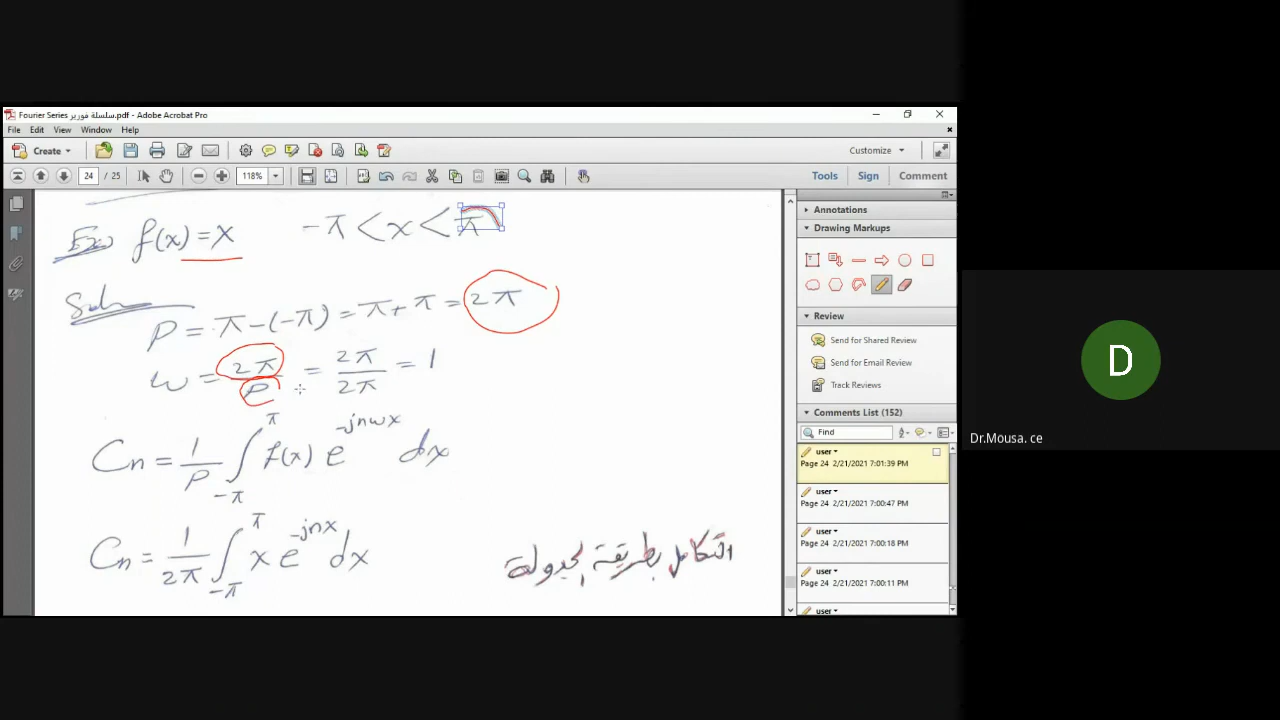 Fourier Series سلسلة فورير.pdf - Adobe Acrobat Pro
File Edit View Window Help
Create
Customize
24 / 25
118%
Tools Sign Comment
Ex) f(x) = x -π < x < π
Soln
P = π - (-π) = π + π = 2π
w = 2π/P = 2π/2π = 1
Cn = 1/P ∫_{-π}^{π} f(x) e^{-jnωx} dx
Cn = 1/2π ∫_{-π}^{π} x e^{-jnx} dx
التكامل بطريقة الجدولة
Annotations
Drawing Markups
T
Review
Send for Shared Review
Send for Email Review
Track Reviews
Comments List (152)
Find
user
Page 24 2/21/2021 7:01:39 PM
user
Page 24 2/21/2021 7:00:47 PM
user
Page 24 2/21/2021 7:00:18 PM
user
Page 24 2/21/2021 7:00:11 PM
user
D
Dr.Mousa. ce